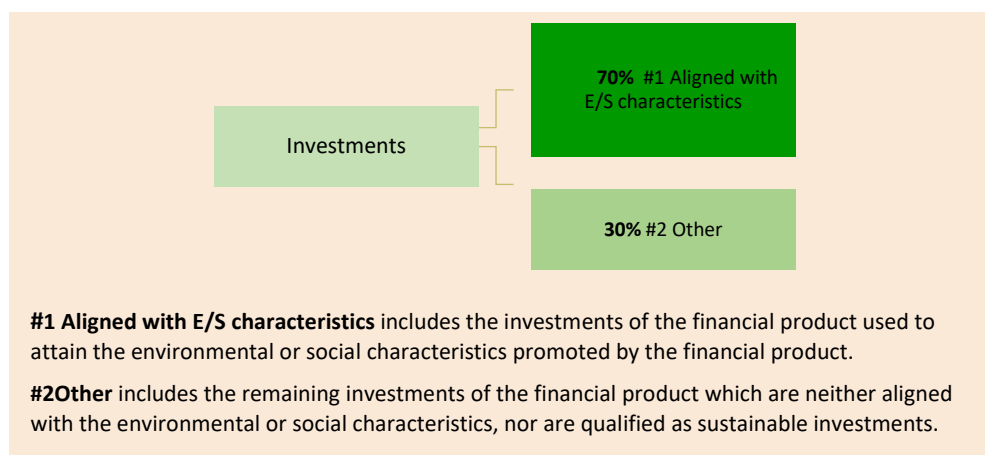 70% #1 Aligned with
E/S characteristics
Investments
30% #2 Other
#1 Aligned with E/S characteristics includes the investments of the financial product used to
attain the environmental or social characteristics promoted by the financial product.
#2Other includes the remaining investments of the financial product which are neither aligned
with the environmental or social characteristics, nor are qualified as sustainable investments.